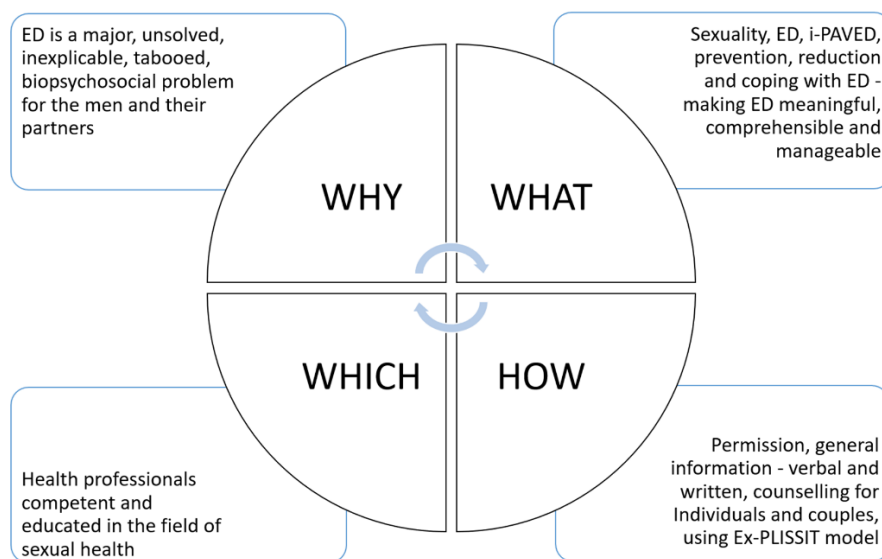 ED is a major, unsolved,
inexplicable, tabooed,
biopsychosocial problem
for the men and their
partners
Sexuality, ED, i-PAVED,
prevention, reduction
and coping with ED -
making ED meaningful,
comprehensible and
manageable
WHY
WHAT
WHICH
HOW
Health professionals
competent and
educated in the field of
sexual health
Permission, general
information - verbal and
written, counselling for
Individuals and couples,
using Ex-PLISSIT model